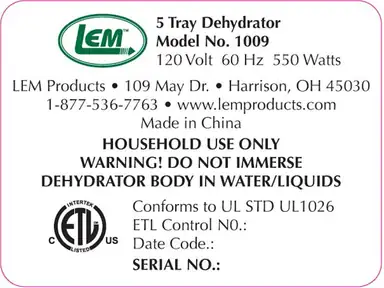 LEM™
5 Tray Dehydrator
Model No. 1009
120 Volt 60 Hz 550 Watts
LEM Products • 109 May Dr. • Harrison, OH 45030
1-877-536-7763 • www.lemproducts.com
Made in China
HOUSEHOLD USE ONLY
WARNING! DO NOT IMMERSE
DEHYDRATOR BODY IN WATER/LIQUIDS
INTERTEK
C ETL US
LISTED
Conforms to UL STD UL1026
ETL Control N0.:
Date Code.:
SERIAL NO.: